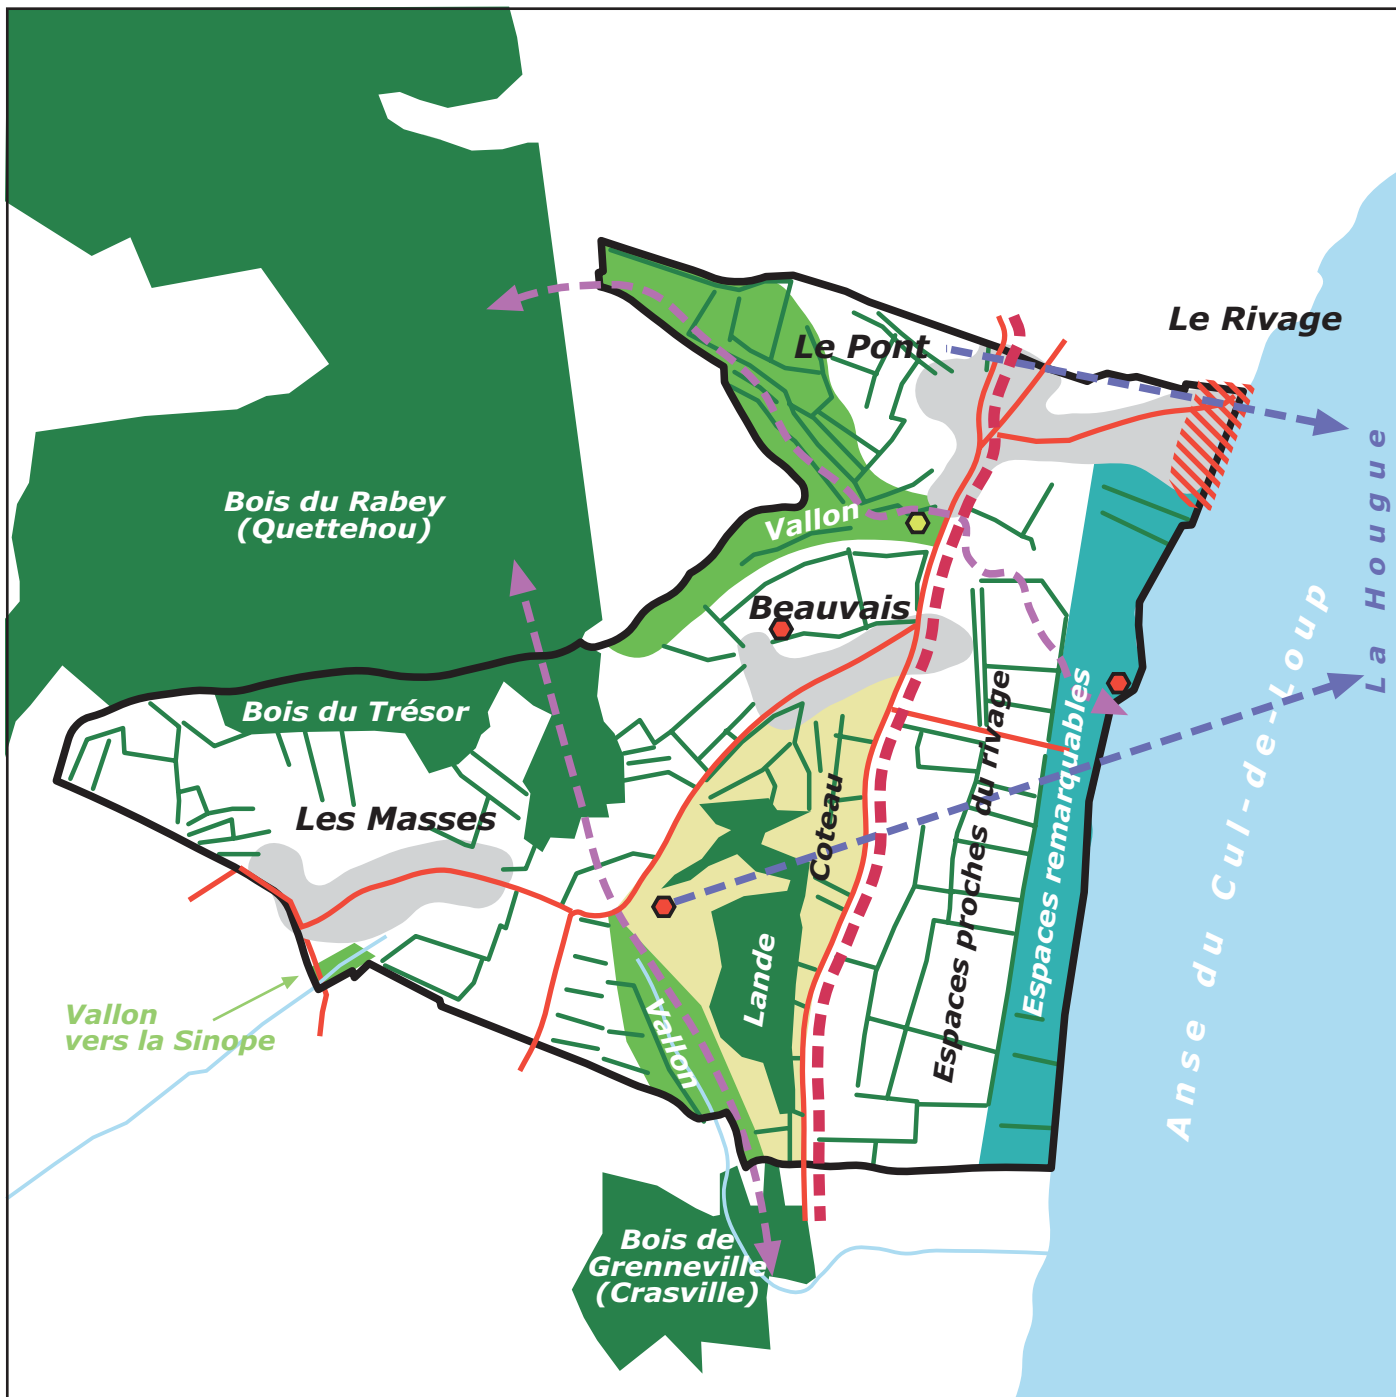 Le Rivage
Le Pont
Bois du Rabey
(Quettehou)
Vallon
La Hougue
Beauvais
Bois du Trésor
Les Masses
Coteau
Espaces proches du rivage
Espaces remarquables
Anse du Cul-de-Loup
Lande
Vallon
Vallon
vers la Sinope
Bois de
Grenneville
(Crasville)